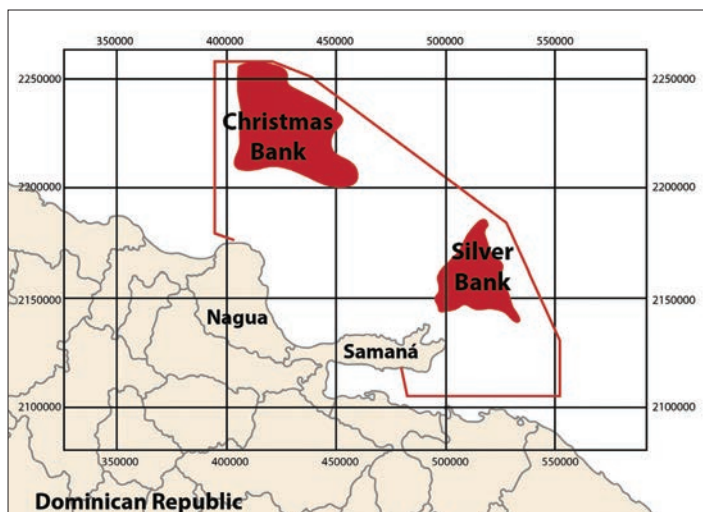 350000 400000 450000 500000 550000
2250000 2250000
Christmas
Bank
2200000 2200000
Silver
Bank
2150000 2150000
Nagua
Samaná
2100000 2100000
350000 400000 450000 500000 550000
Dominican Republic